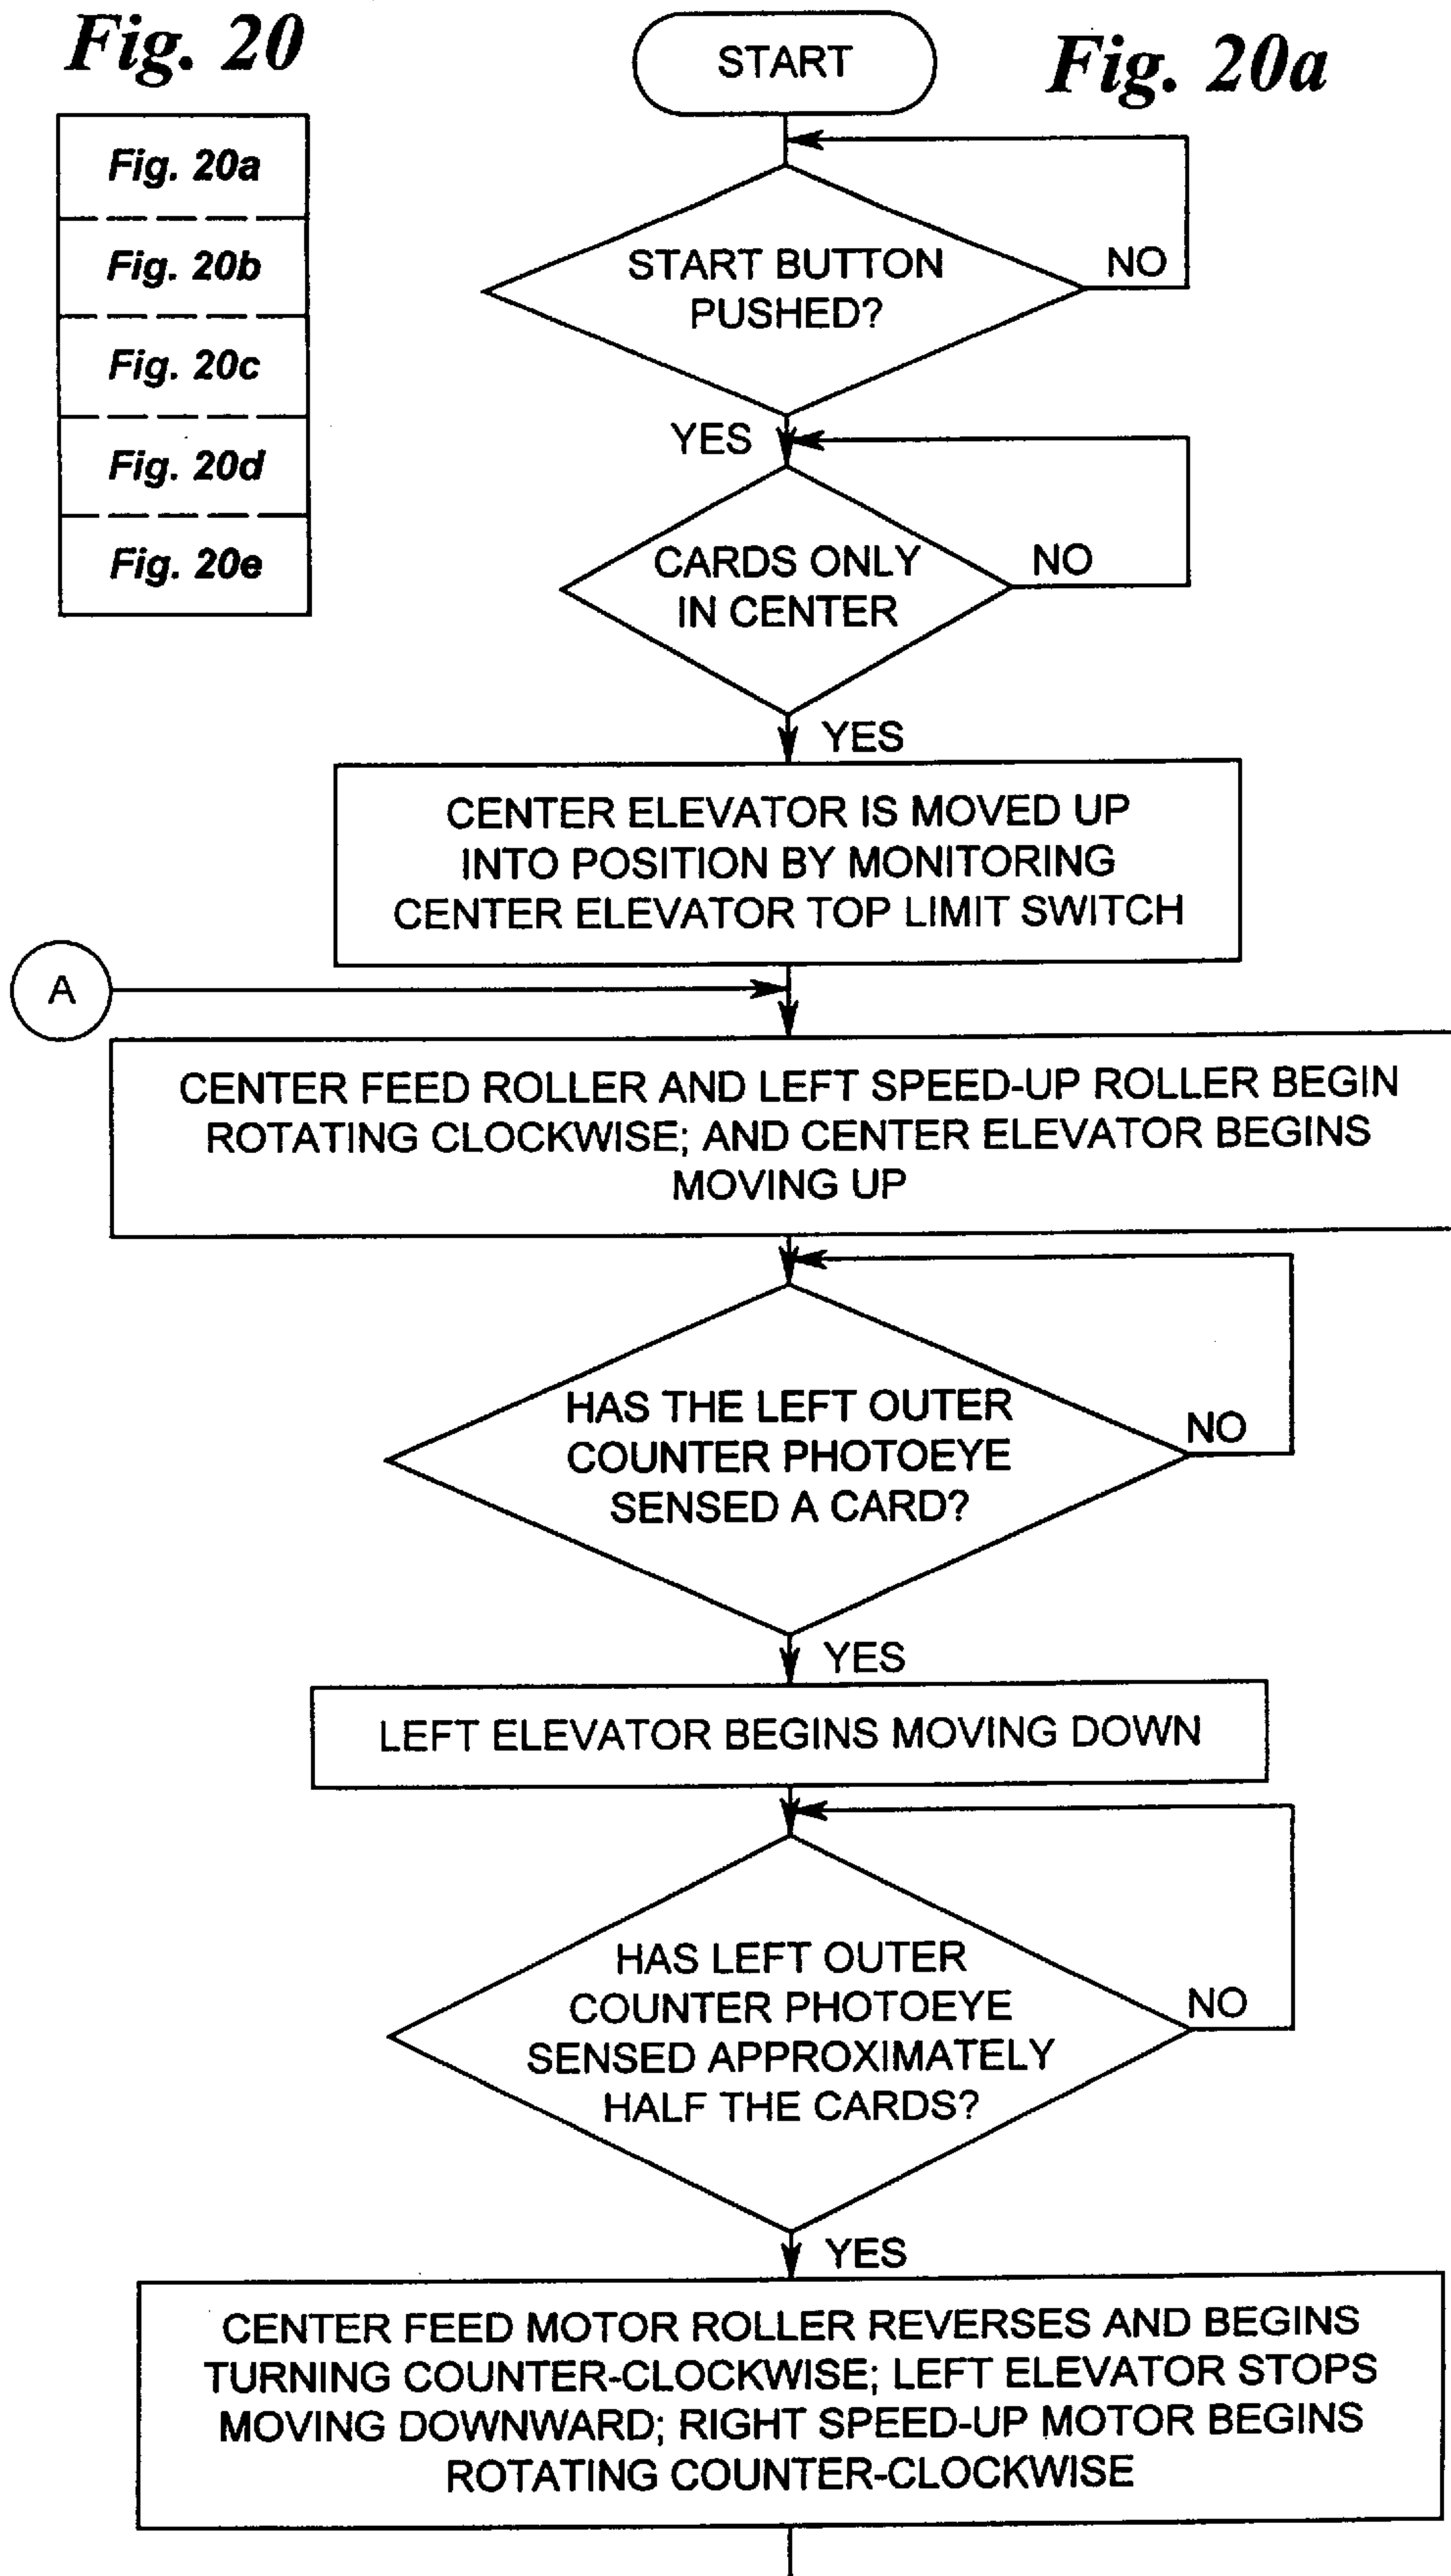 Fig. 20
Fig. 20a
Fig. 20b
Fig. 20c
Fig. 20d
Fig. 20e
Fig. 20a
START
START BUTTON
PUSHED?
NO
YES
CARDS ONLY
IN CENTER
NO
YES
CENTER ELEVATOR IS MOVED UP
INTO POSITION BY MONITORING
CENTER ELEVATOR TOP LIMIT SWITCH
A
CENTER FEED ROLLER AND LEFT SPEED-UP ROLLER BEGIN
ROTATING CLOCKWISE; AND CENTER ELEVATOR BEGINS
MOVING UP
HAS THE LEFT OUTER
COUNTER PHOTOEYE
SENSED A CARD?
NO
YES
LEFT ELEVATOR BEGINS MOVING DOWN
HAS LEFT OUTER
COUNTER PHOTOEYE
SENSED APPROXIMATELY
HALF THE CARDS?
NO
YES
CENTER FEED MOTOR ROLLER REVERSES AND BEGINS
TURNING COUNTER-CLOCKWISE; LEFT ELEVATOR STOPS
MOVING DOWNWARD; RIGHT SPEED-UP MOTOR BEGINS
ROTATING COUNTER-CLOCKWISE